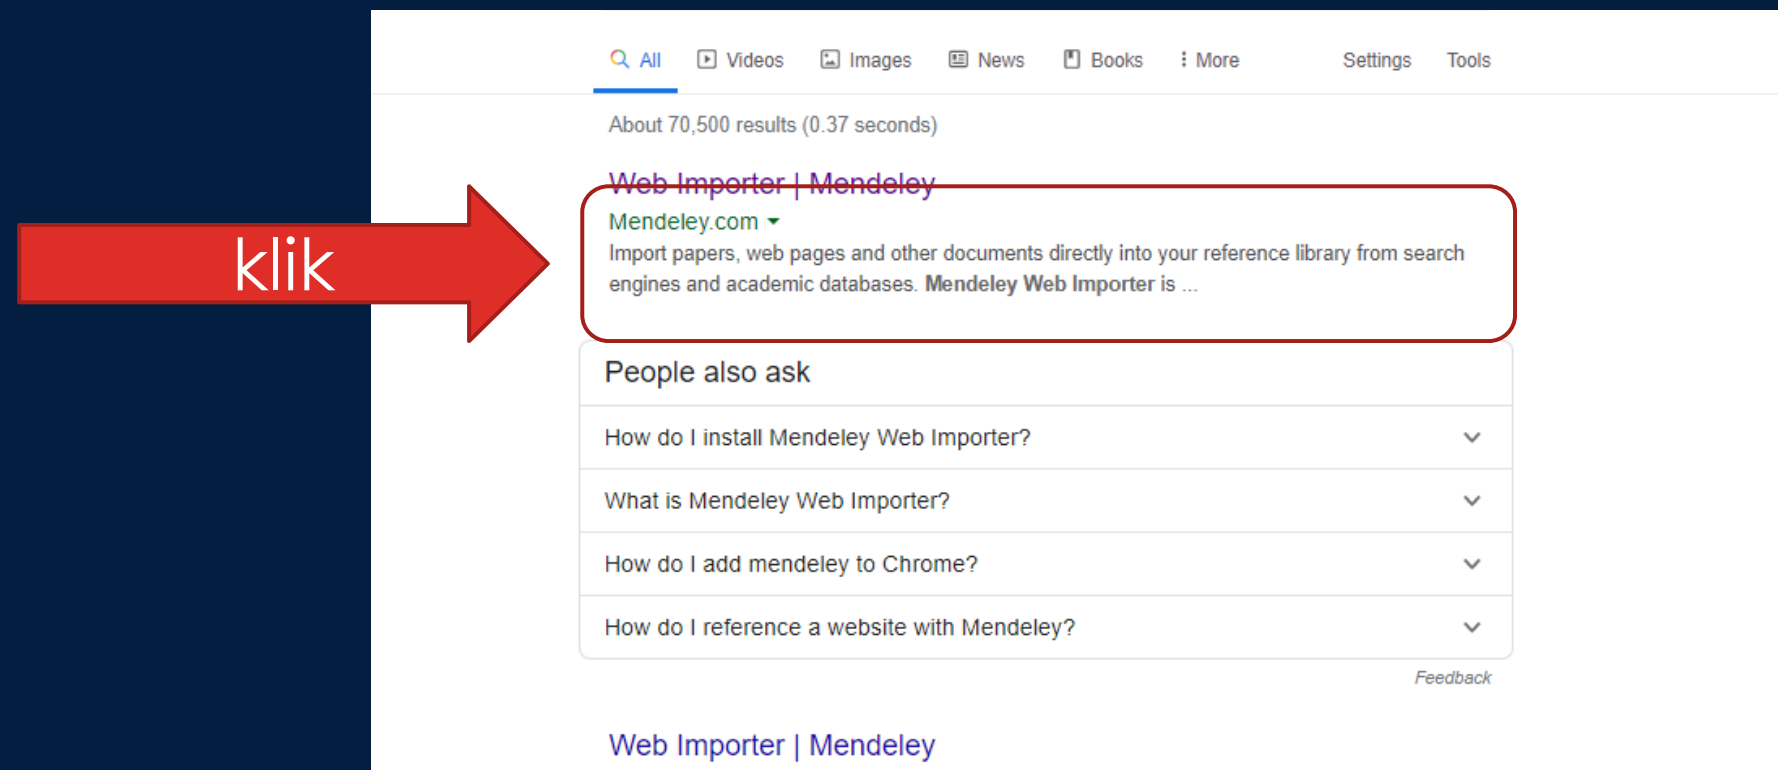 All Videos Images News Books More Settings Tools
About 70,500 results (0.37 seconds)
Web Importer | Mendeley
Mendeley.com
Import papers, web pages and other documents directly into your reference library from search
engines and academic databases. Mendeley Web Importer is ...
klik
People also ask
How do I install Mendeley Web Importer?
What is Mendeley Web Importer?
How do I add mendeley to Chrome?
How do I reference a website with Mendeley?
Feedback
Web Importer | Mendeley